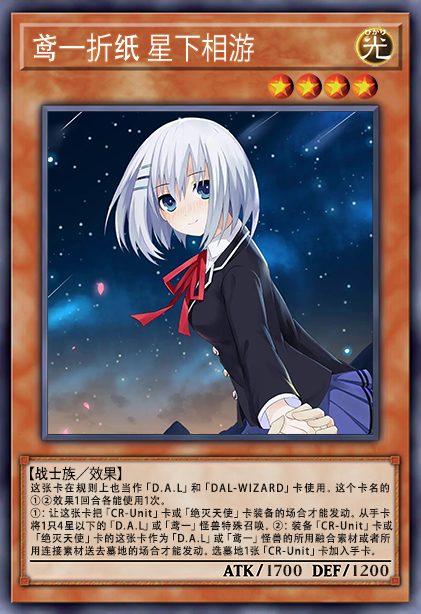 鸢一折纸 星下相游
ひかり
光
【战士族／效果】
这张卡在规则上也当作「D.A.L」和「DAL-WIZARD」卡使用。这个卡名的
①②效果1回合各能使用1次。
①：让这张卡把「CR-Unit」卡或「绝灭天使」卡装备的场合才能发动。从手卡
将1只4星以下的「D.A.L」或「鸢一」怪兽特殊召唤。②：装备「CR-Unit」卡或
「绝灭天使」卡的这张卡作为「D.A.L」或「鸢一」怪兽的所用融合素材或者所
用连接素材送去墓地的场合才能发动。选墓地1张「CR-Unit」卡加入手卡。
ATK/1700 DEF/1200